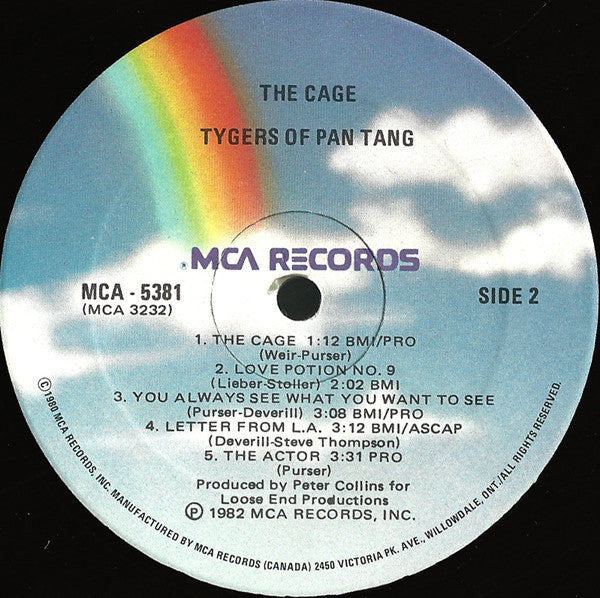 THE CAGE
TYGERS OF PAN TANG
MCA RECORDS
MCA - 5381
(MCA 3232)
SIDE 2
1. THE CAGE 1:12 BMI/PRO
(Weir-Purser)
2. LOVE POTION NO. 9
(Lieber-Stoller) 2:02 BMI
3. YOU ALWAYS SEE WHAT YOU WANT TO SEE
(Purser-Deverill) 3:08 BMI/PRO
4. LETTER FROM L.A. 3:12 BMI/ASCAP
(Deverill-Steve Thompson)
5. THE ACTOR 3:31 PRO
(Purser)
Produced by Peter Collins for
Loose End Productions
℗ 1982 MCA RECORDS, INC.
© 1980 MCA RECORDS, INC. MANUFACTURED BY MCA RECORDS (CANADA) 2450 VICTORIA PK. AVE., WILLOWDALE, ONT./ALL RIGHTS RESERVED.